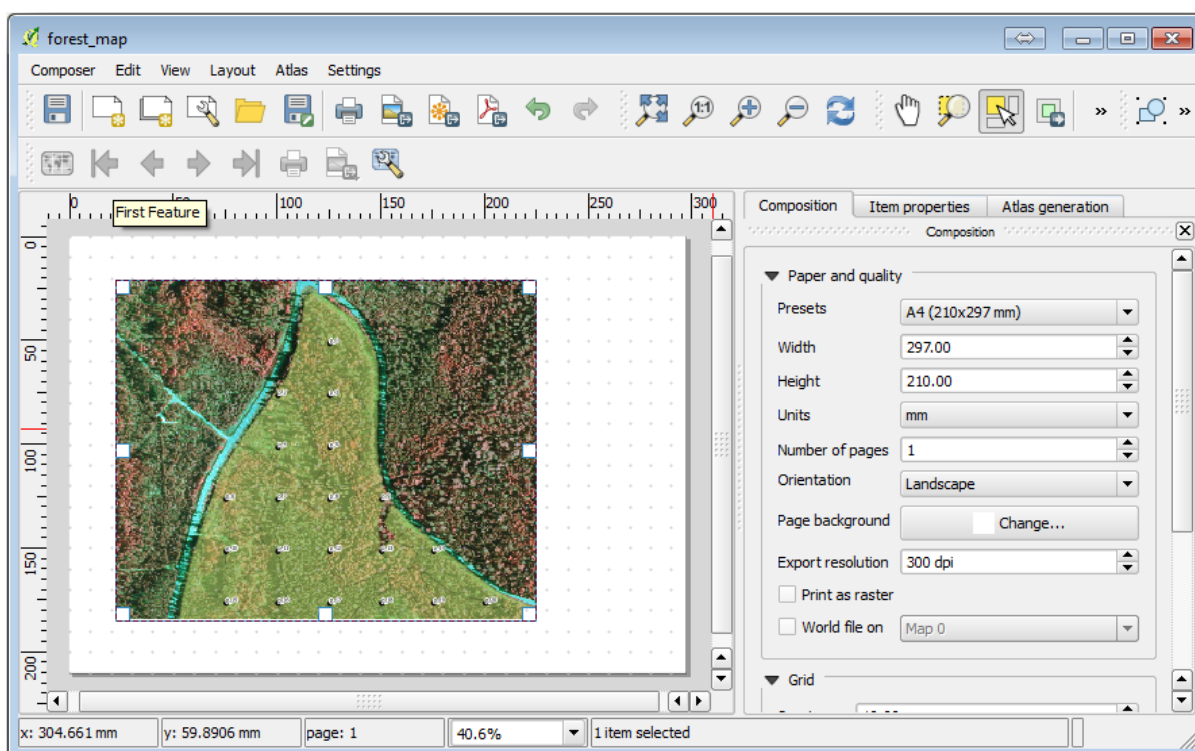 forest_map
Composer Edit View Layout Atlas Settings
1:1
»
»
0 50 100 150 200 250 300
First Feature
Composition Item properties Atlas generation
Composition
0
50
100
150
200
Paper and quality
Presets A4 (210x297 mm)
Width 297.00
Height 210.00
Units mm
Number of pages 1
Orientation Landscape
Page background Change...
Export resolution 300 dpi
Print as raster
World file on Map 0
Grid
x: 304.661 mm y: 59.8906 mm page: 1 40.6% 1 item selected